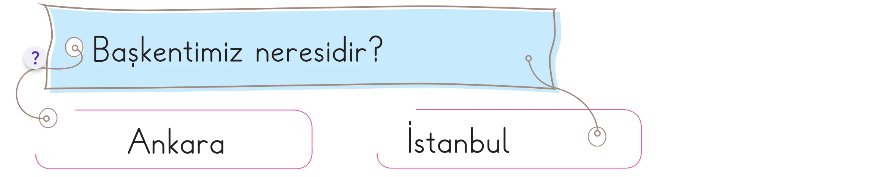 ?
Başkentimiz neresidir?
Ankara
İstanbul